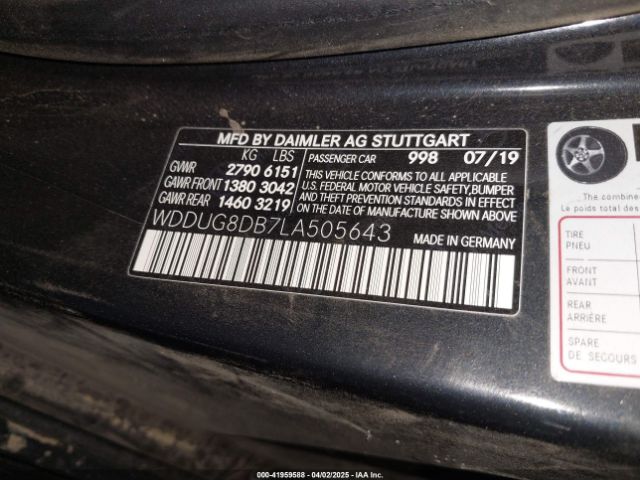 MFD BY DAIMLER AG STUTTGART
KG LBS
GVWR 2790 6151
GAWR FRONT 1380 3042
GAWR REAR 1460 3219
PASSENGER CAR 998 07/19
THIS VEHICLE CONFORMS TO ALL APPLICABLE
U.S. FEDERAL MOTOR VEHICLE SAFETY, BUMPER
AND THEFT PREVENTION STANDARDS IN EFFECT
ON THE DATE OF MANUFACTURE SHOWN ABOVE.
WDDUG8DB7LA505643
MADE IN GERMANY
The combined
Le poids total des
TIRE
PNEU
FRONT
AVANT
REAR
ARRIÈRE
SPARE
DE SECOURS
000-41959588 04/02/2025 - IAA Inc.